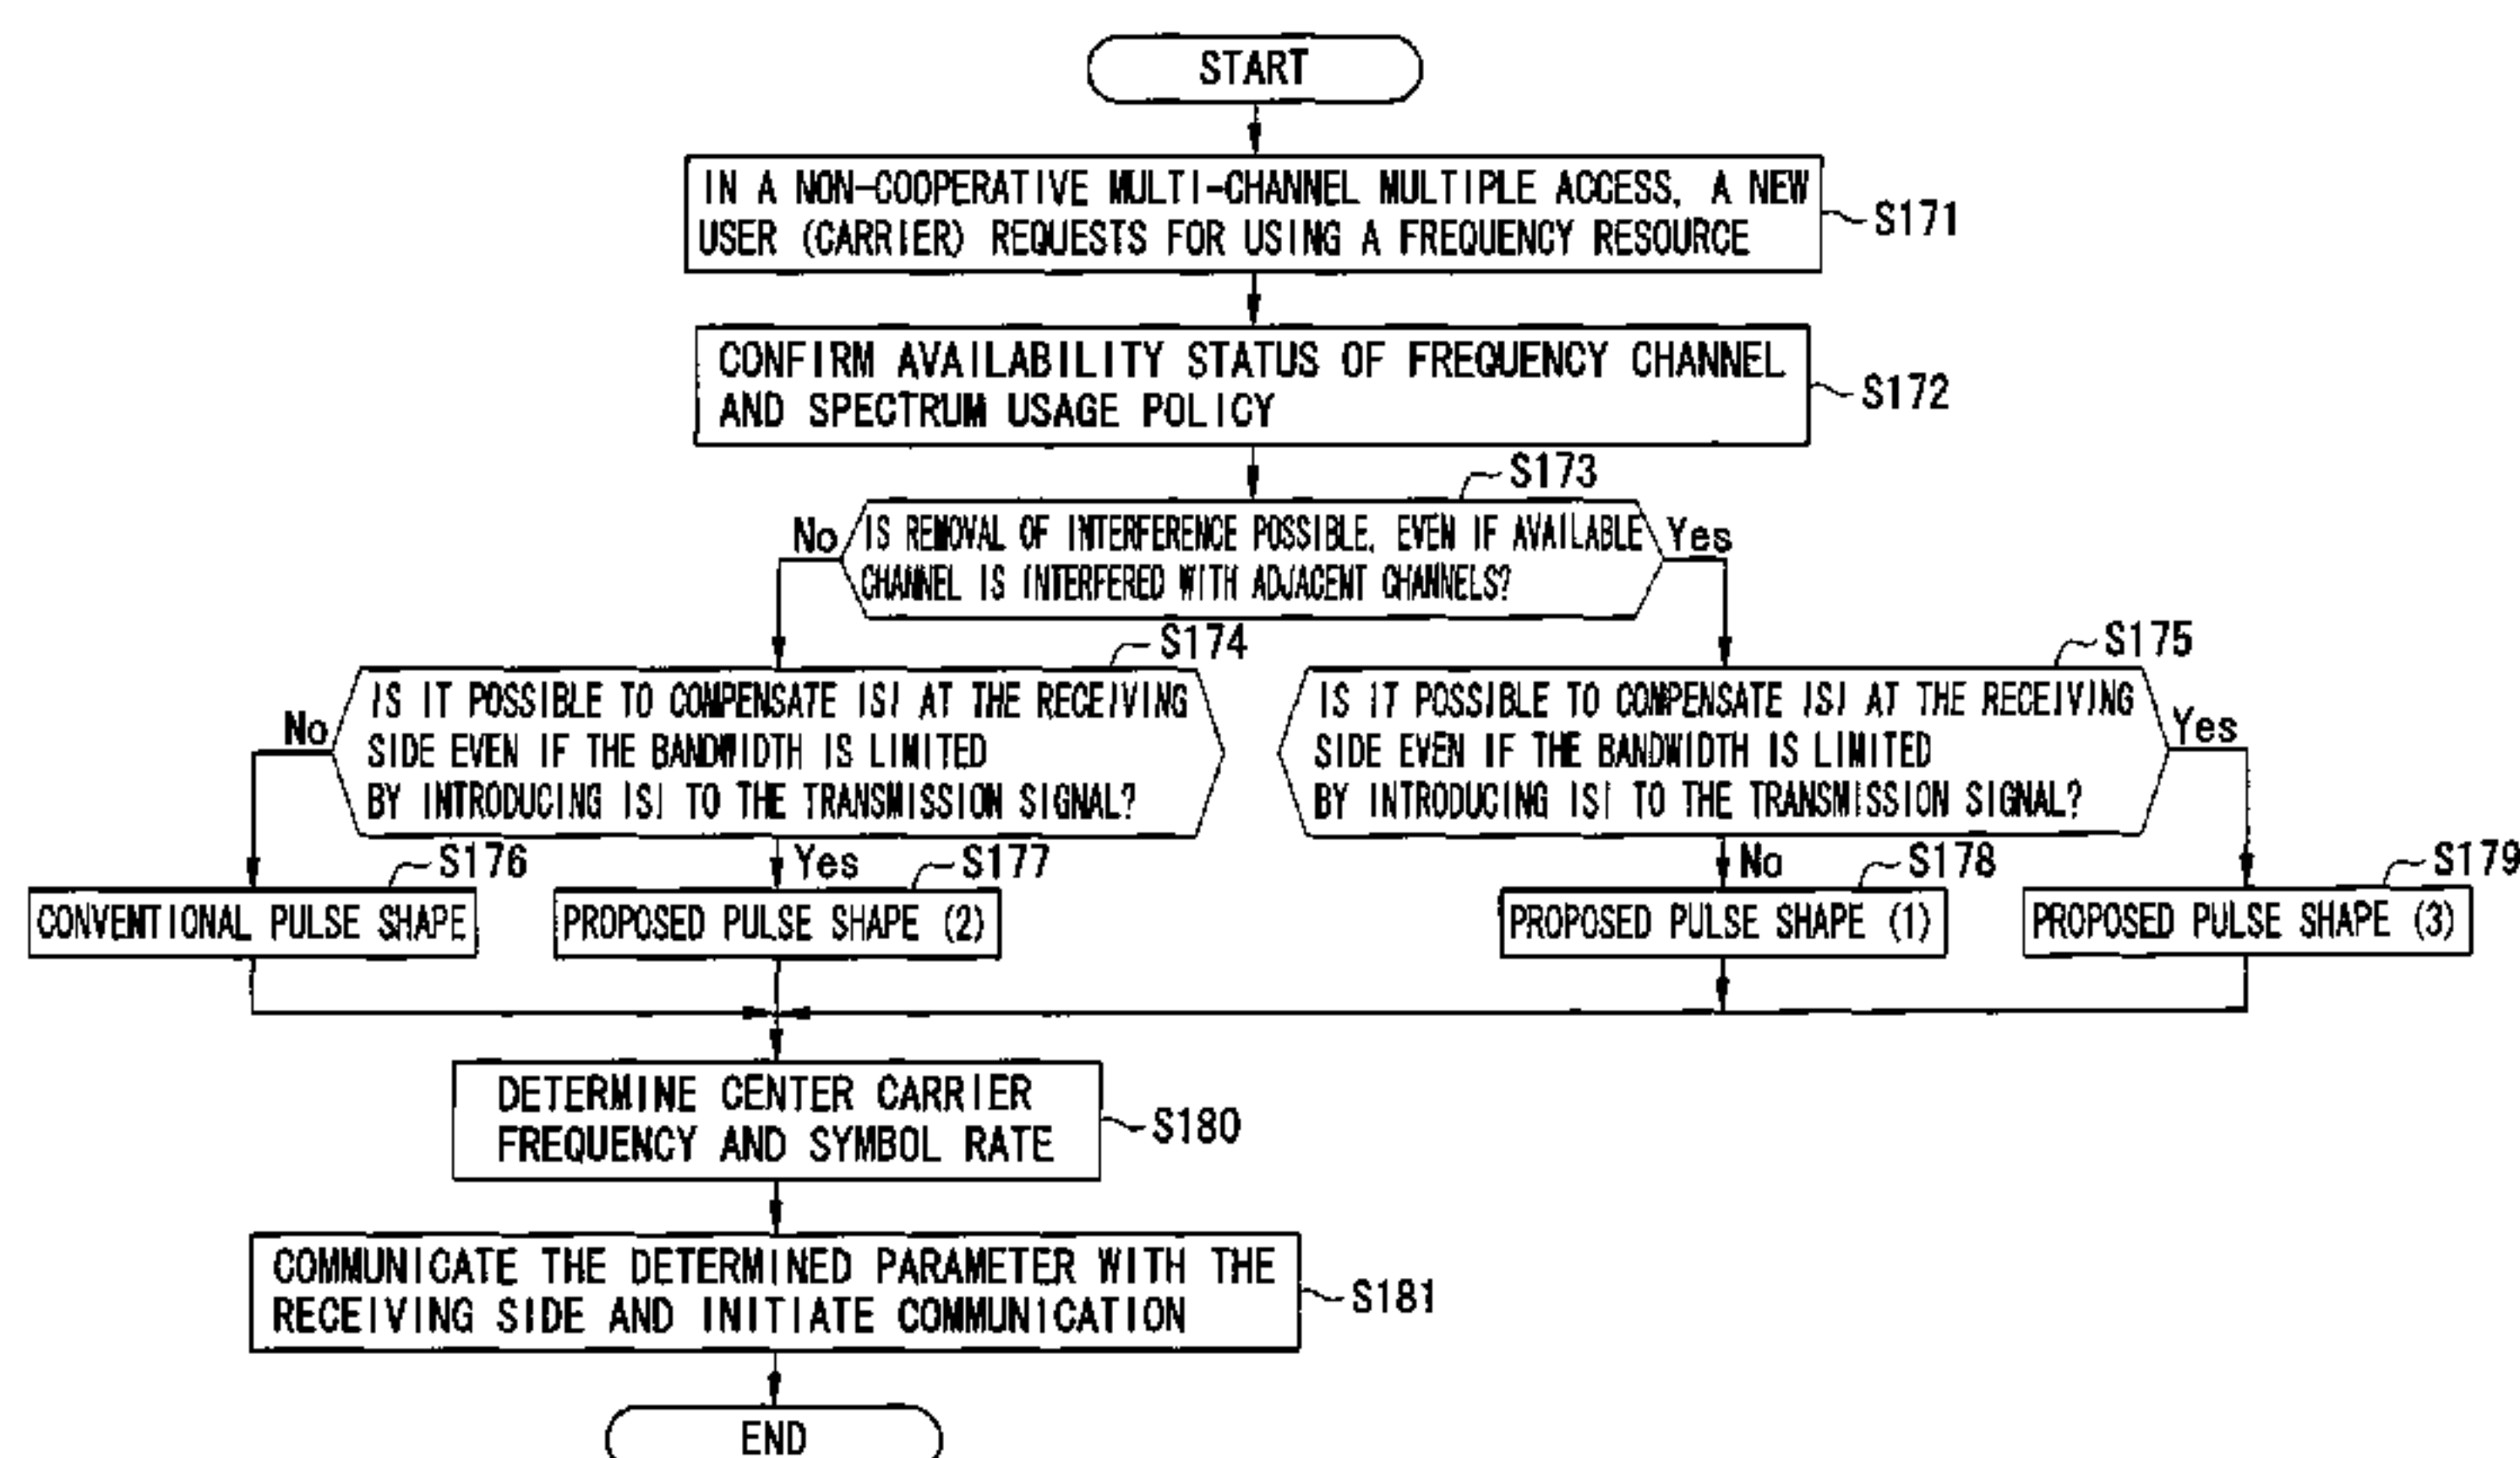 START
IN A NON-COOPERATIVE MULTI-CHANNEL MULTIPLE ACCESS, A NEW
USER (CARRIER) REQUESTS FOR USING A FREQUENCY RESOURCE
S171
CONFIRM AVAILABILITY STATUS OF FREQUENCY CHANNEL
AND SPECTRUM USAGE POLICY
S172
S173
No
IS REMOVAL OF INTERFERENCE POSSIBLE, EVEN IF AVAILABLE
CHANNEL IS INTERFERED WITH ADJACENT CHANNELS?
Yes
S174
IS IT POSSIBLE TO COMPENSATE ISI AT THE RECEIVING
SIDE EVEN IF THE BANDWIDTH IS LIMITED
BY INTRODUCING ISI TO THE TRANSMISSION SIGNAL?
No
S175
IS IT POSSIBLE TO COMPENSATE ISI AT THE RECEIVING
SIDE EVEN IF THE BANDWIDTH IS LIMITED
BY INTRODUCING ISI TO THE TRANSMISSION SIGNAL?
Yes
S176
CONVENTIONAL PULSE SHAPE
Yes
S177
PROPOSED PULSE SHAPE (2)
No
S178
PROPOSED PULSE SHAPE (1)
S179
PROPOSED PULSE SHAPE (3)
DETERMINE CENTER CARRIER
FREQUENCY AND SYMBOL RATE
S180
COMMUNICATE THE DETERMINED PARAMETER WITH THE
RECEIVING SIDE AND INITIATE COMMUNICATION
S181
END